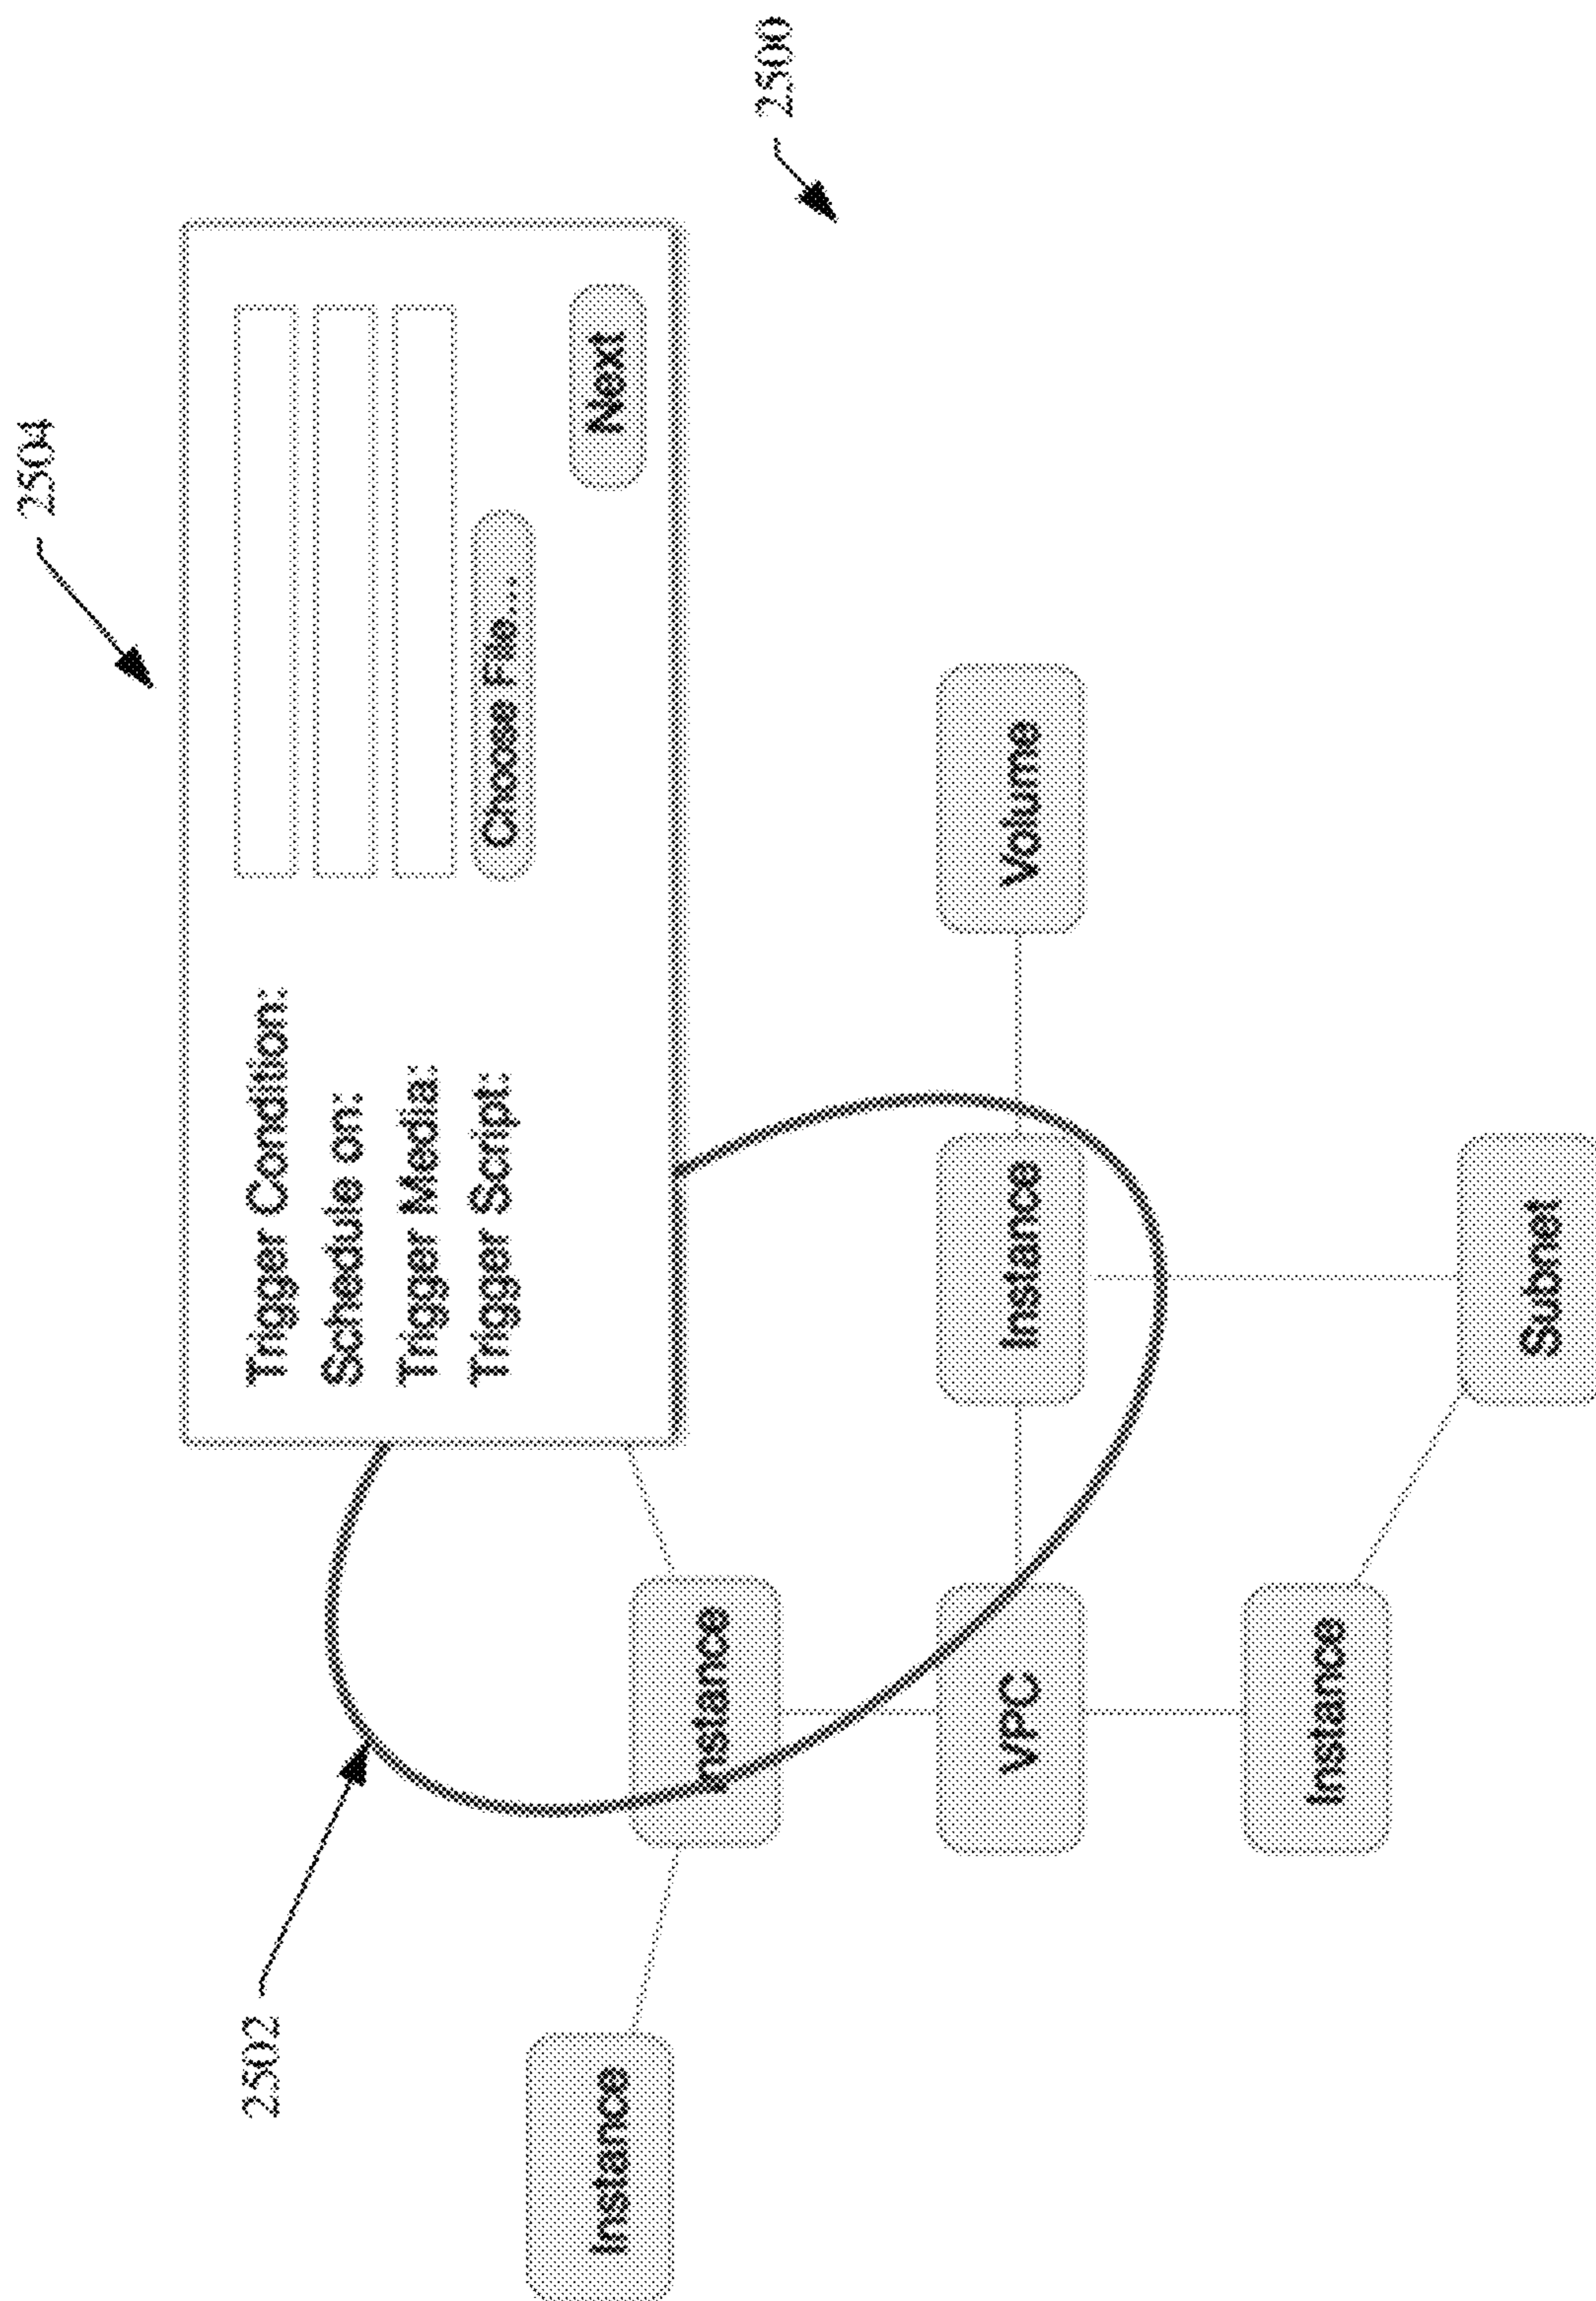 2504
2502
Trigger Condition:
Schedule on:
Trigger Media:
Trigger Script: Choose File...
Next
Instance
Instance
2500
VPC
Instance
Volume
Instance
Subnet